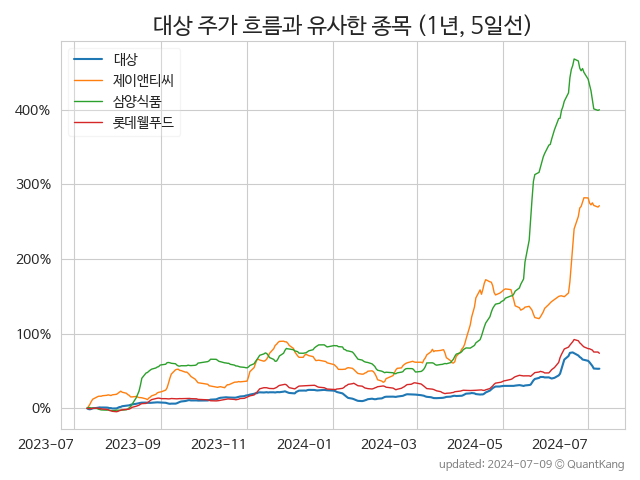 대상 주가 흐름과 유사한 종목 (1년, 5일선)
대상
제이앤티씨
삼양식품
롯데웰푸드
400%
300%
200%
100%
0%
2023-07 2023-09 2023-11 2024-01 2024-03 2024-05 2024-07
updated: 2024-07-09 © QuantKang